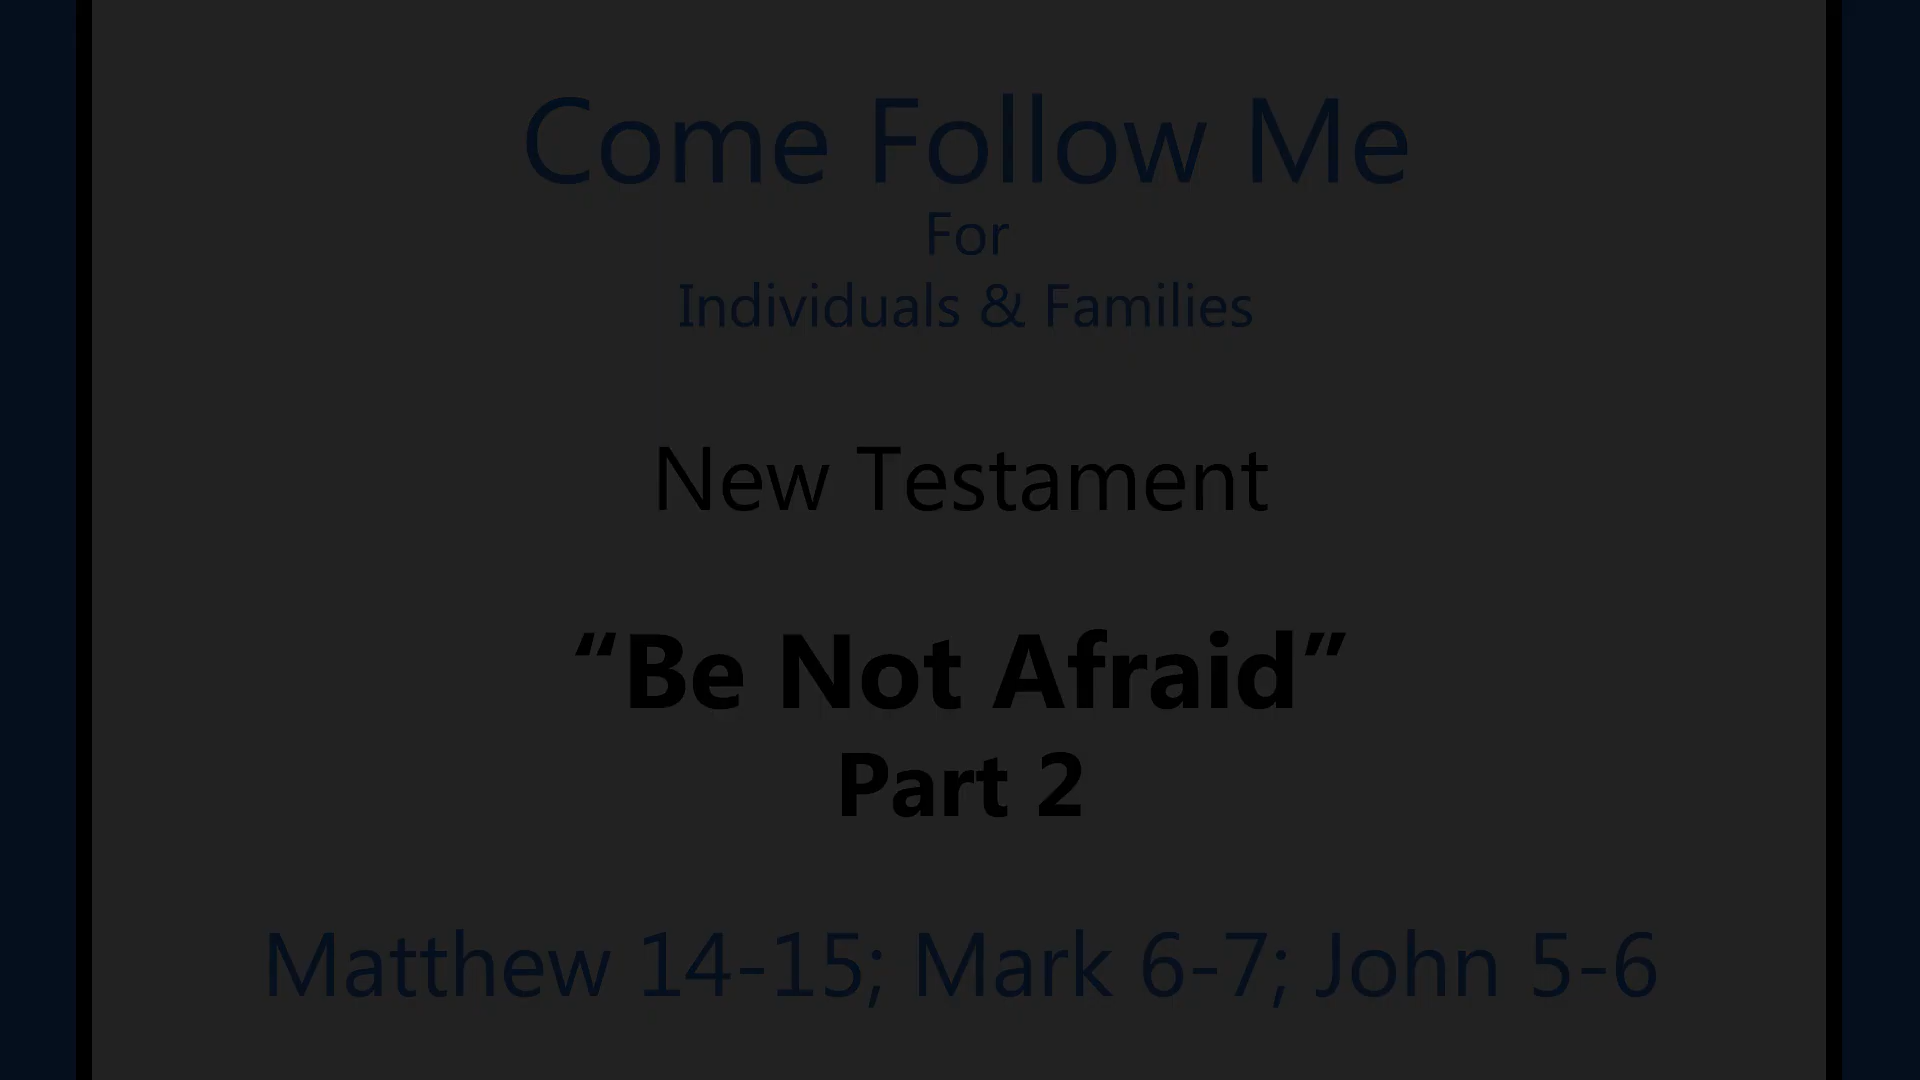 Come Follow Me
For
Individuals & Families
New Testament
“Be Not Afraid”
Part 2
Matthew 14-15; Mark 6-7; John 5-6